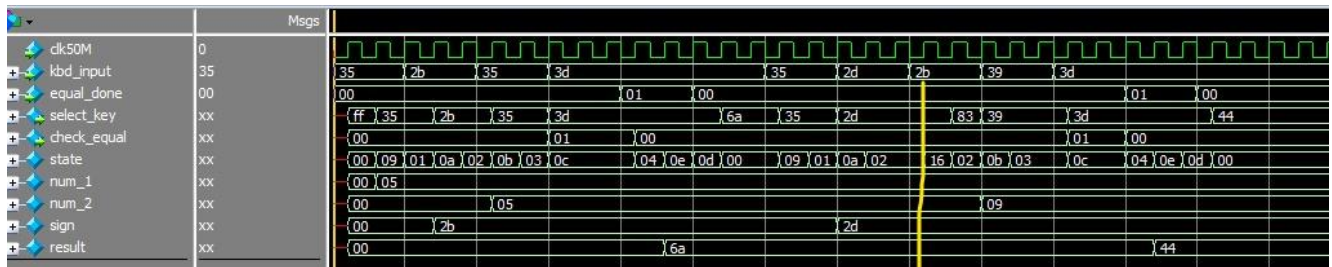 Msgs
clk50M 0
kbd_input 35 35 2b 35 3d 35 2d 2b 39 3d
equal_done 00 00 01 00 01 00
select_key xx ff 35 2b 35 3d 6a 35 2d 83 39 3d 44
check_equal xx 00 01 00 01 00
state xx 00 09 01 0a 02 0b 03 0c 04 0e 0d 00 09 01 0a 02 16 02 0b 03 0c 04 0e 0d 00
num_1 xx 00 05
num_2 xx 00 05 09
sign xx 00 2b 2d
result xx 00 6a 44